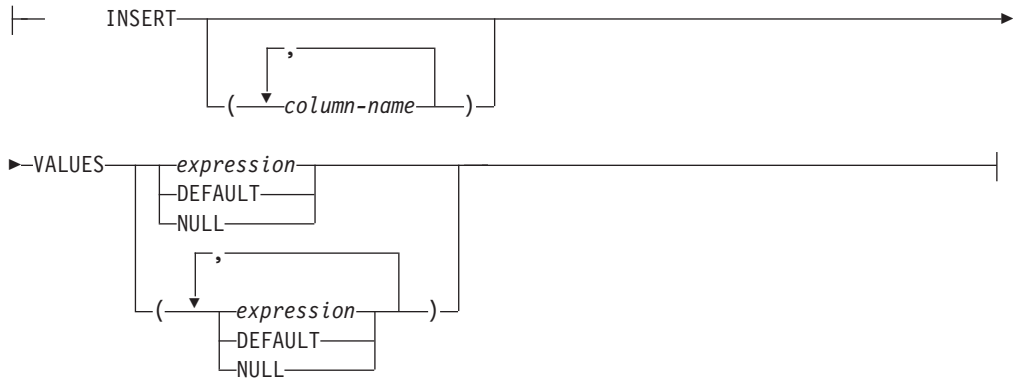 INSERT
,
( column-name )
VALUES expression
DEFAULT
NULL
,
( expression )
DEFAULT
NULL